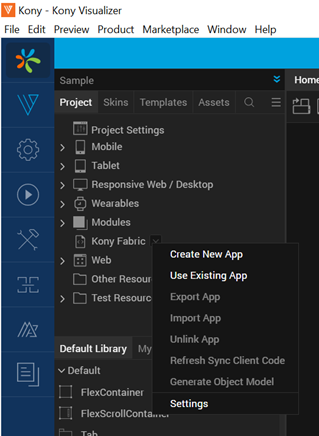 Kony - Kony Visualizer
File Edit Preview Product Marketplace Window Help
Sample
Home
Project Skins Templates Assets
Project Settings
Mobile
Tablet
Responsive Web / Desktop
Wearables
Modules
Kony Fabric
Web
Other Resour
Test Resourc
Create New App
Use Existing App
Export App
Import App
Unlink App
Refresh Sync Client Code
Generate Object Model
Settings
Default Library My
Default
FlexContainer
FlexScrollContainer
Tab